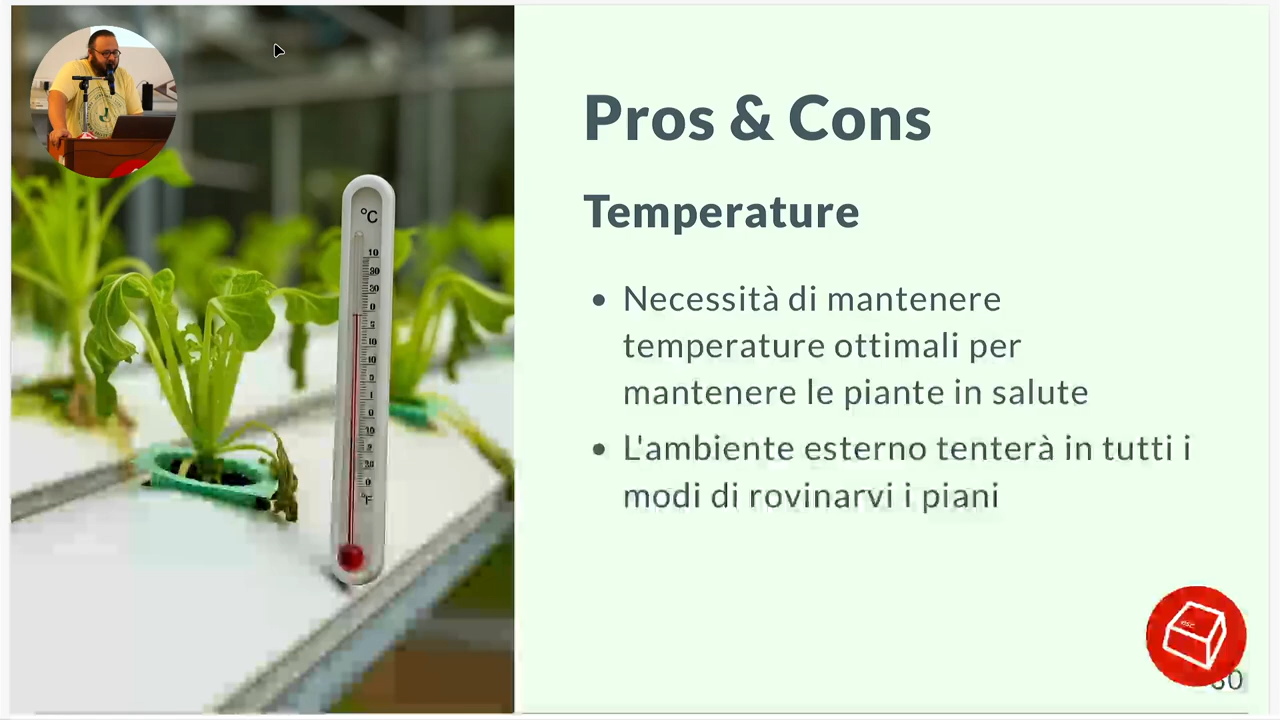 Pros & Cons
Temperature
• Necessità di mantenere
temperature ottimali per
mantenere le piante in salute
• L'ambiente esterno tenterà in tutti i
modi di rovinarvi i piani
°C
°F
esc